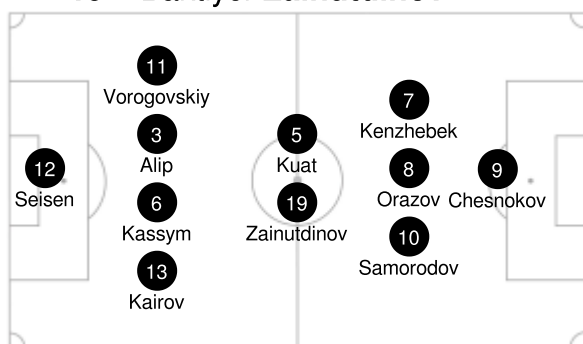 11
Vorogovskiy
7
Kenzhebek
3
Alip
5
Kuat
12
Seisen
8
Orazov
9
Chesnokov
6
Kassym
19
Zainutdinov
10
Samorodov
13
Kairov